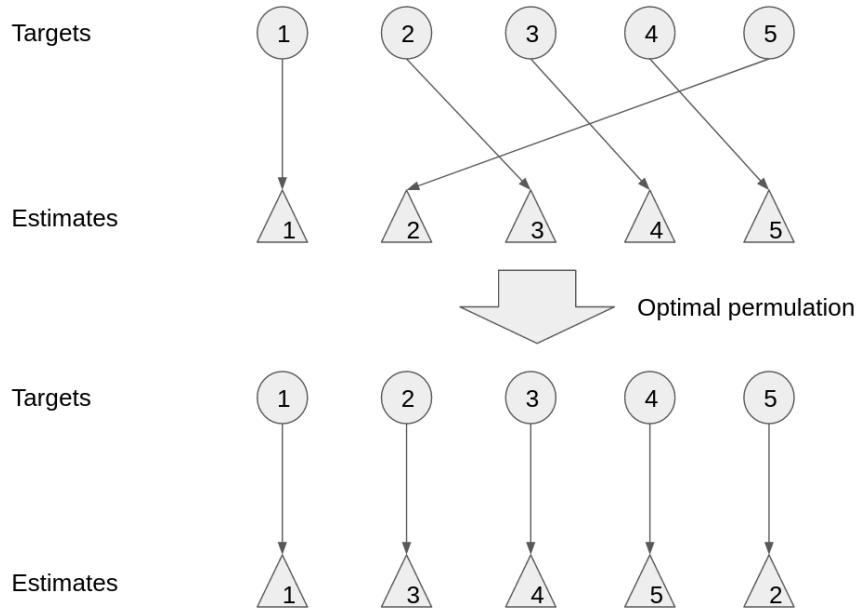 Targets 1 2 3 4 5
Estimates 1 2 3 4 5
Optimal permulation
Targets 1 2 3 4 5
Estimates 1 3 4 5 2